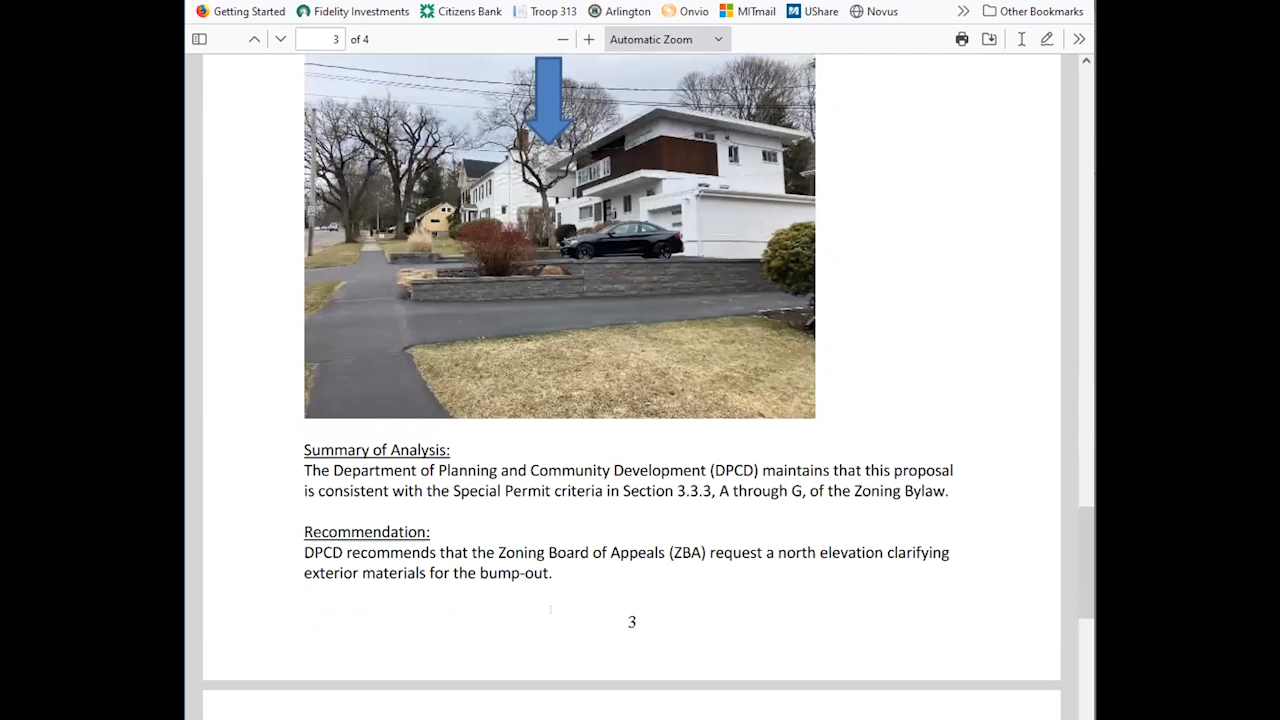 Getting Started Fidelity Investments Citizens Bank Troop 313 Arlington Onvio MITmail UShare Novus Other Bookmarks
3 of 4 Automatic Zoom
Summary of Analysis:
The Department of Planning and Community Development (DPCD) maintains that this proposal
is consistent with the Special Permit criteria in Section 3.3.3, A through G, of the Zoning Bylaw.
Recommendation:
DPCD recommends that the Zoning Board of Appeals (ZBA) request a north elevation clarifying
exterior materials for the bump-out.
3